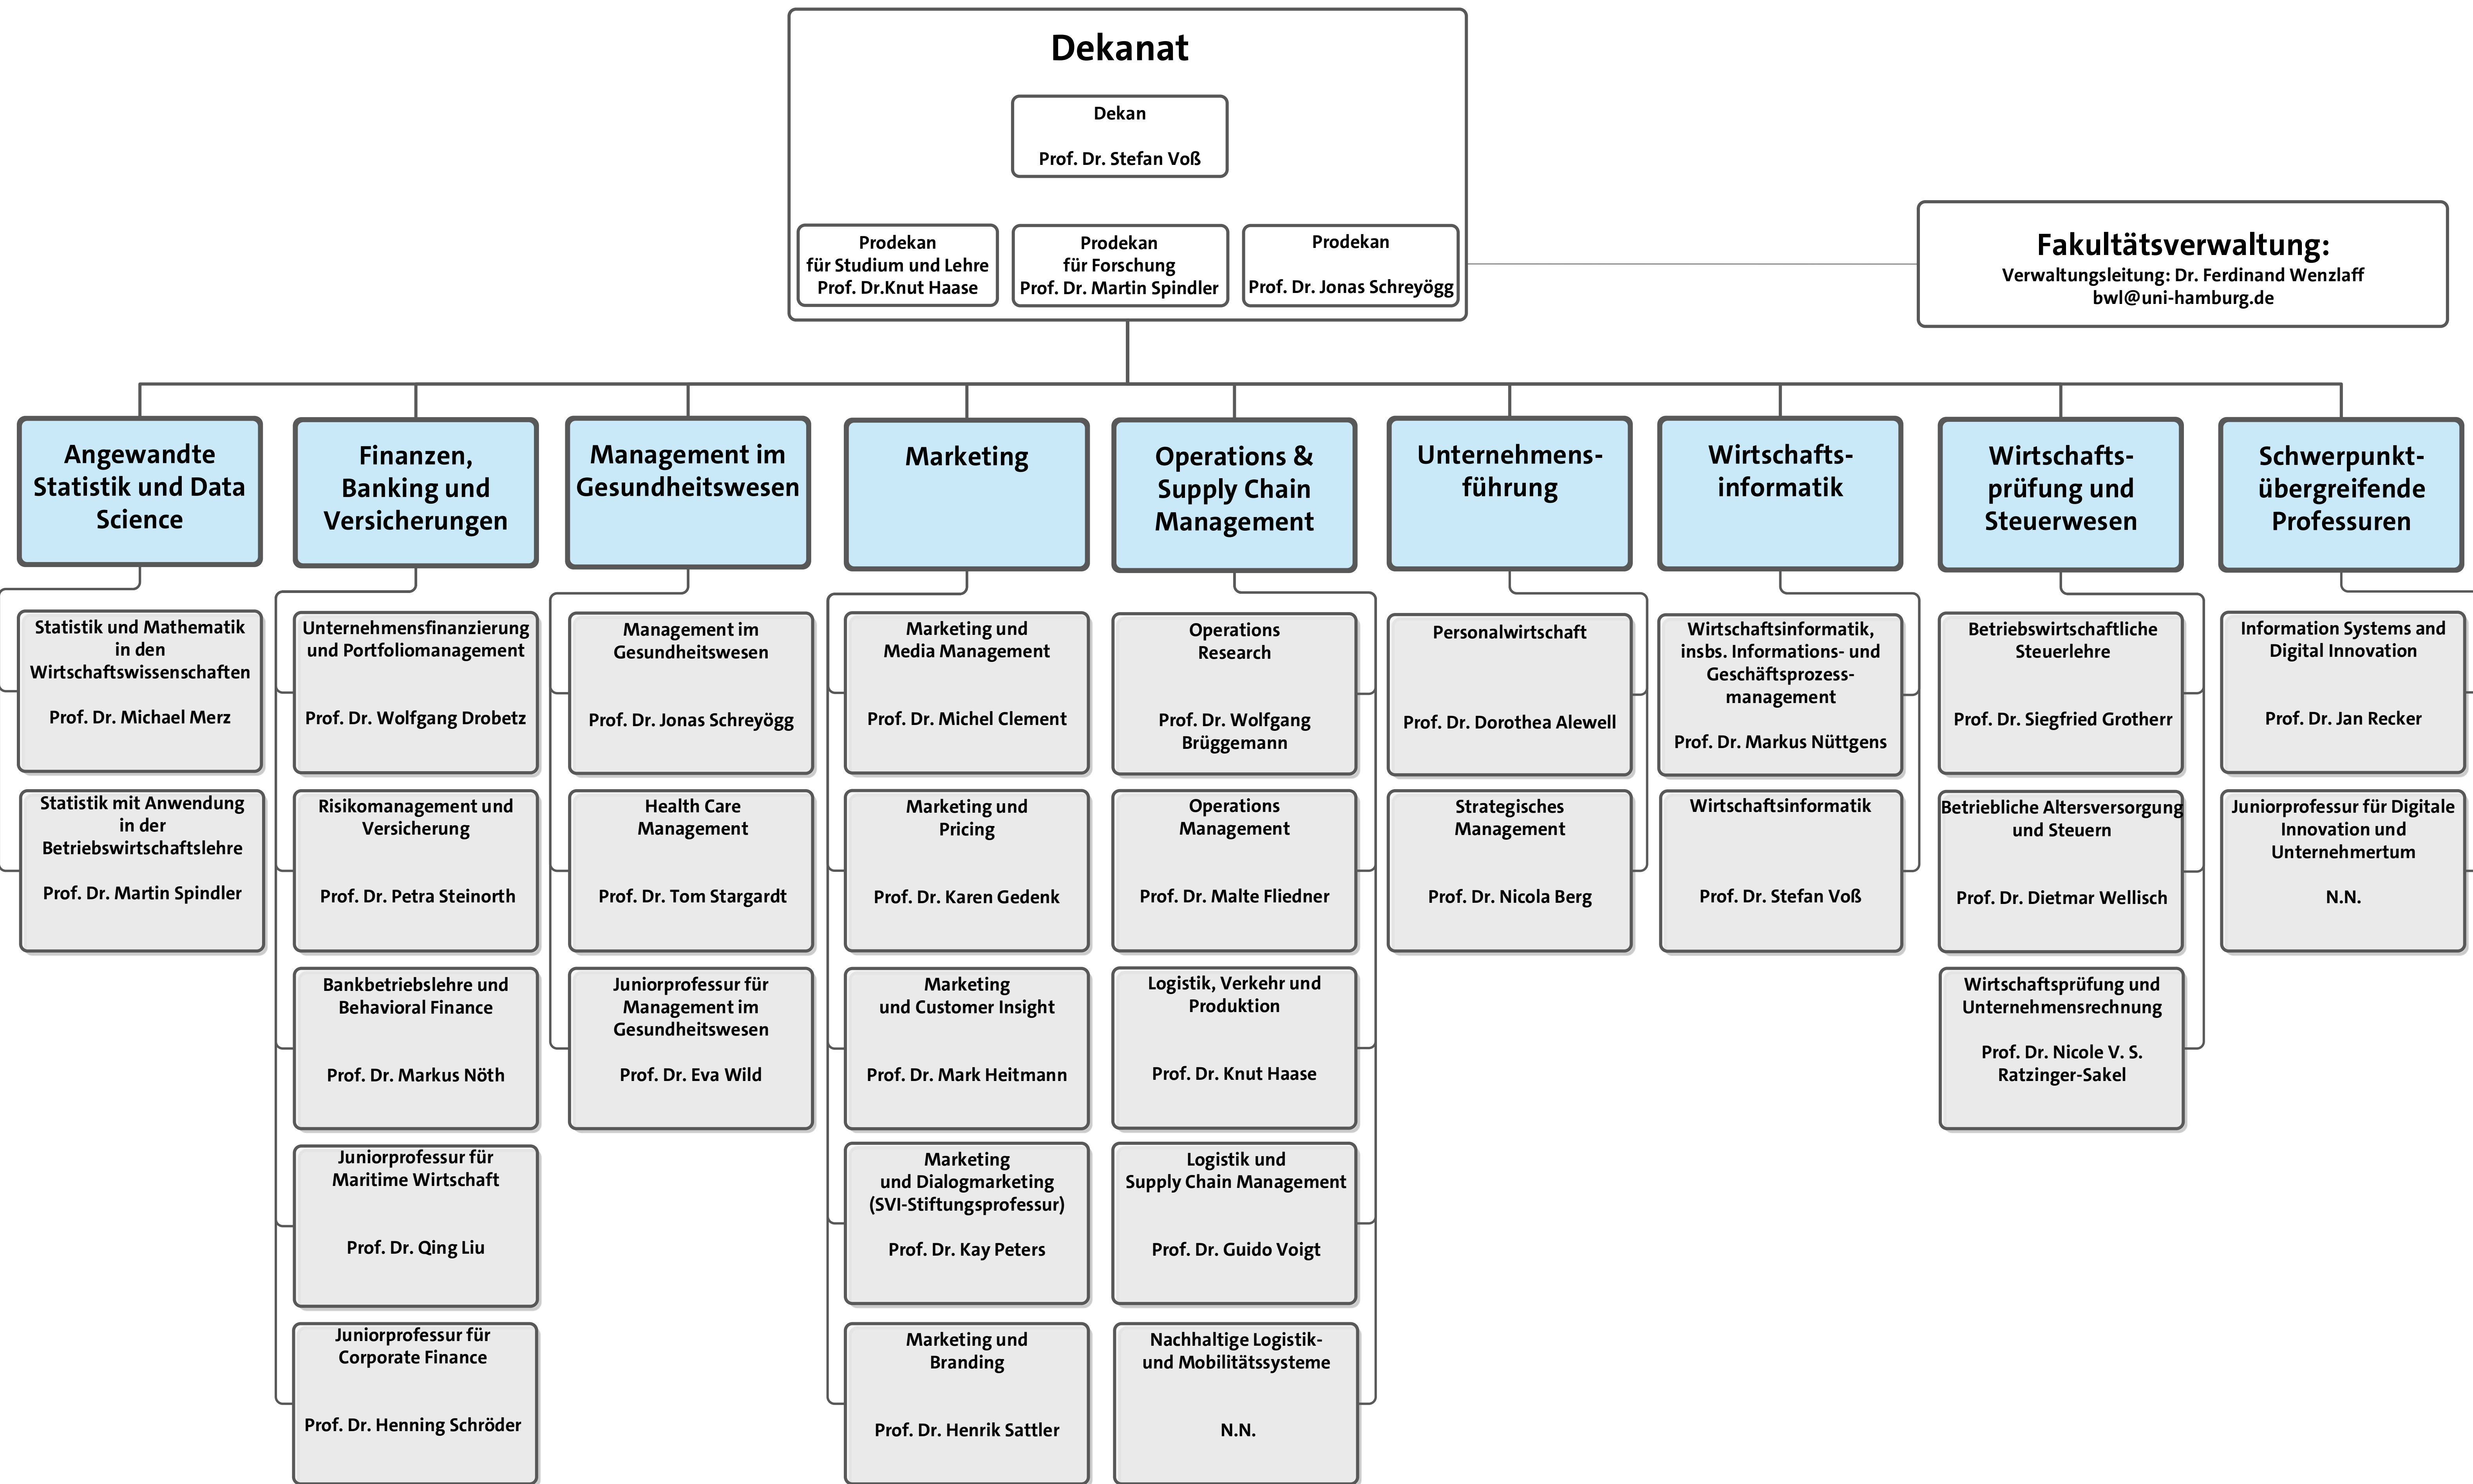 Dekanat
Dekan
Prof. Dr. Stefan Voß
Prodekan
für Studium und Lehre
Prof. Dr.Knut Haase
Prodekan
für Forschung
Prof. Dr. Martin Spindler
Prodekan
Prof. Dr. Jonas Schreyögg
Fakultätsverwaltung:
Verwaltungsleitung: Dr. Ferdinand Wenzlaff
bwl@uni-hamburg.de
Angewandte
Statistik und Data
Science
Statistik und Mathematik
in den
Wirtschaftswissenschaften
Prof. Dr. Michael Merz
Statistik mit Anwendung
in der
Betriebswirtschaftslehre
Prof. Dr. Martin Spindler
Finanzen,
Banking und
Versicherungen
Unternehmensfinanzierung
und Portfoliomanagement
Prof. Dr. Wolfgang Drobetz
Risikomanagement und
Versicherung
Prof. Dr. Petra Steinorth
Bankbetriebslehre und
Behavioral Finance
Prof. Dr. Markus Nöth
Juniorprofessur für
Maritime Wirtschaft
Prof. Dr. Qing Liu
Juniorprofessur für
Corporate Finance
Prof. Dr. Henning Schröder
Management im
Gesundheitswesen
Management im
Gesundheitswesen
Prof. Dr. Jonas Schreyögg
Health Care
Management
Prof. Dr. Tom Stargardt
Juniorprofessur für
Management im
Gesundheitswesen
Prof. Dr. Eva Wild
Marketing
Marketing und
Media Management
Prof. Dr. Michel Clement
Marketing und
Pricing
Prof. Dr. Karen Gedenk
Marketing
und Customer Insight
Prof. Dr. Mark Heitmann
Marketing
und Dialogmarketing
(SVI-Stiftungsprofessur)
Prof. Dr. Kay Peters
Marketing und
Branding
Prof. Dr. Henrik Sattler
Operations &
Supply Chain
Management
Operations
Research
Prof. Dr. Wolfgang
Brüggemann
Operations
Management
Prof. Dr. Malte Fliedner
Logistik, Verkehr und
Produktion
Prof. Dr. Knut Haase
Logistik und
Supply Chain Management
Prof. Dr. Guido Voigt
Nachhaltige Logistik-
und Mobilitätssysteme
N.N.
Unternehmens-
führung
Personalwirtschaft
Prof. Dr. Dorothea Alewell
Strategisches
Management
Prof. Dr. Nicola Berg
Wirtschafts-
informatik
Wirtschaftsinformatik,
insbs. Informations- und
Geschäftsprozess-
management
Prof. Dr. Markus Nüttgens
Wirtschaftsinformatik
Prof. Dr. Stefan Voß
Wirtschafts-
prüfung und
Steuerwesen
Betriebswirtschaftliche
Steuerlehre
Prof. Dr. Siegfried Grotherr
Betriebliche Altersversorgung
und Steuern
Prof. Dr. Dietmar Wellisch
Wirtschaftsprüfung und
Unternehmensrechnung
Prof. Dr. Nicole V. S.
Ratzinger-Sakel
Schwerpunkt-
übergreifende
Professuren
Information Systems and
Digital Innovation
Prof. Dr. Jan Recker
Juniorprofessur für Digitale
Innovation und
Unternehmertum
N.N.